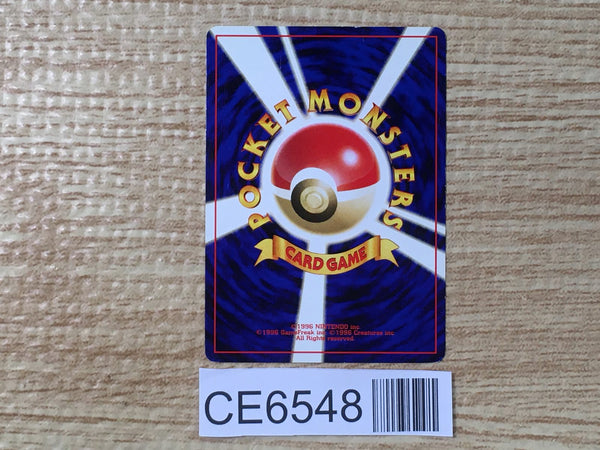 POCKET MONSTERS
CARD GAME
©1996 NINTENDO inc.
©1996 GameFreak inc. ©1996 Creatures inc.
All Rights reserved.
CE6548